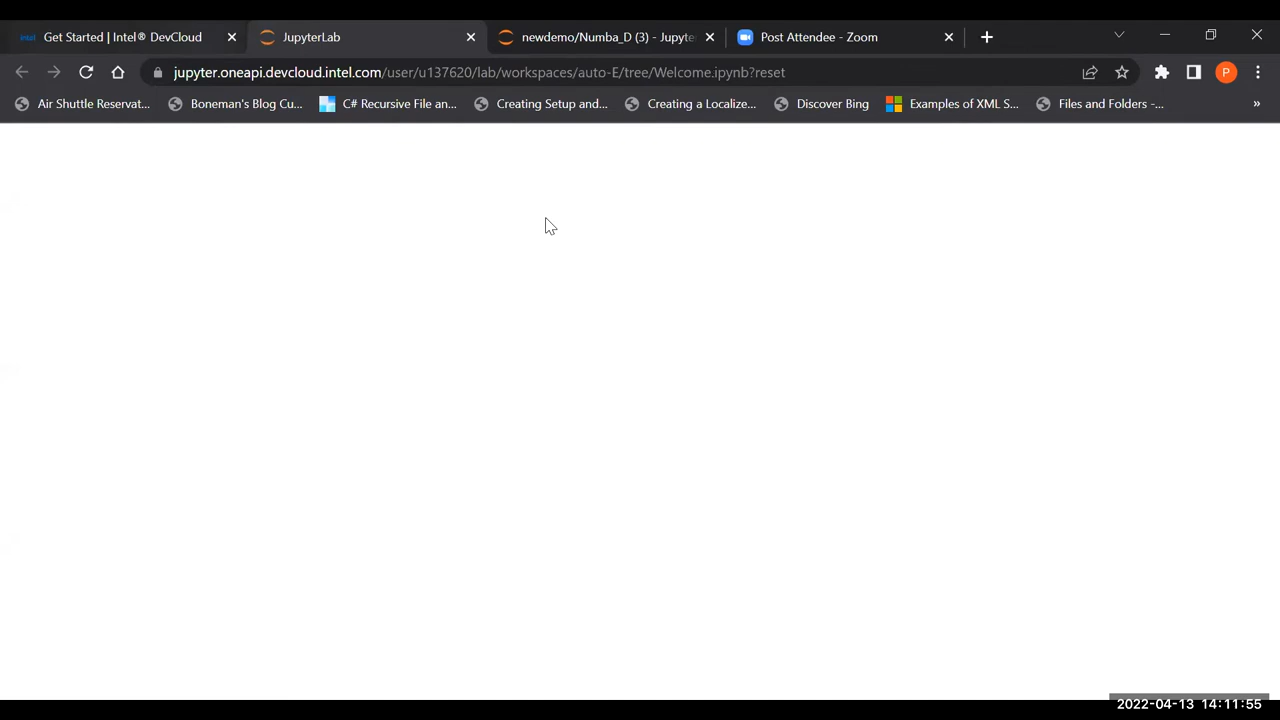 intel Get Started | Intel® DevCloud JupyterLab newdemo/Numba_D (3) - Jupyte Post Attendee - Zoom
jupyter.oneapi.devcloud.intel.com/user/u137620/lab/workspaces/auto-E/tree/Welcome.ipynb?reset P
Air Shuttle Reservat... Boneman's Blog Cu... C# Recursive File an... Creating Setup and... Creating a Localize... Discover Bing Examples of XML S... Files and Folders -... »
2022-04-13 14:11:55